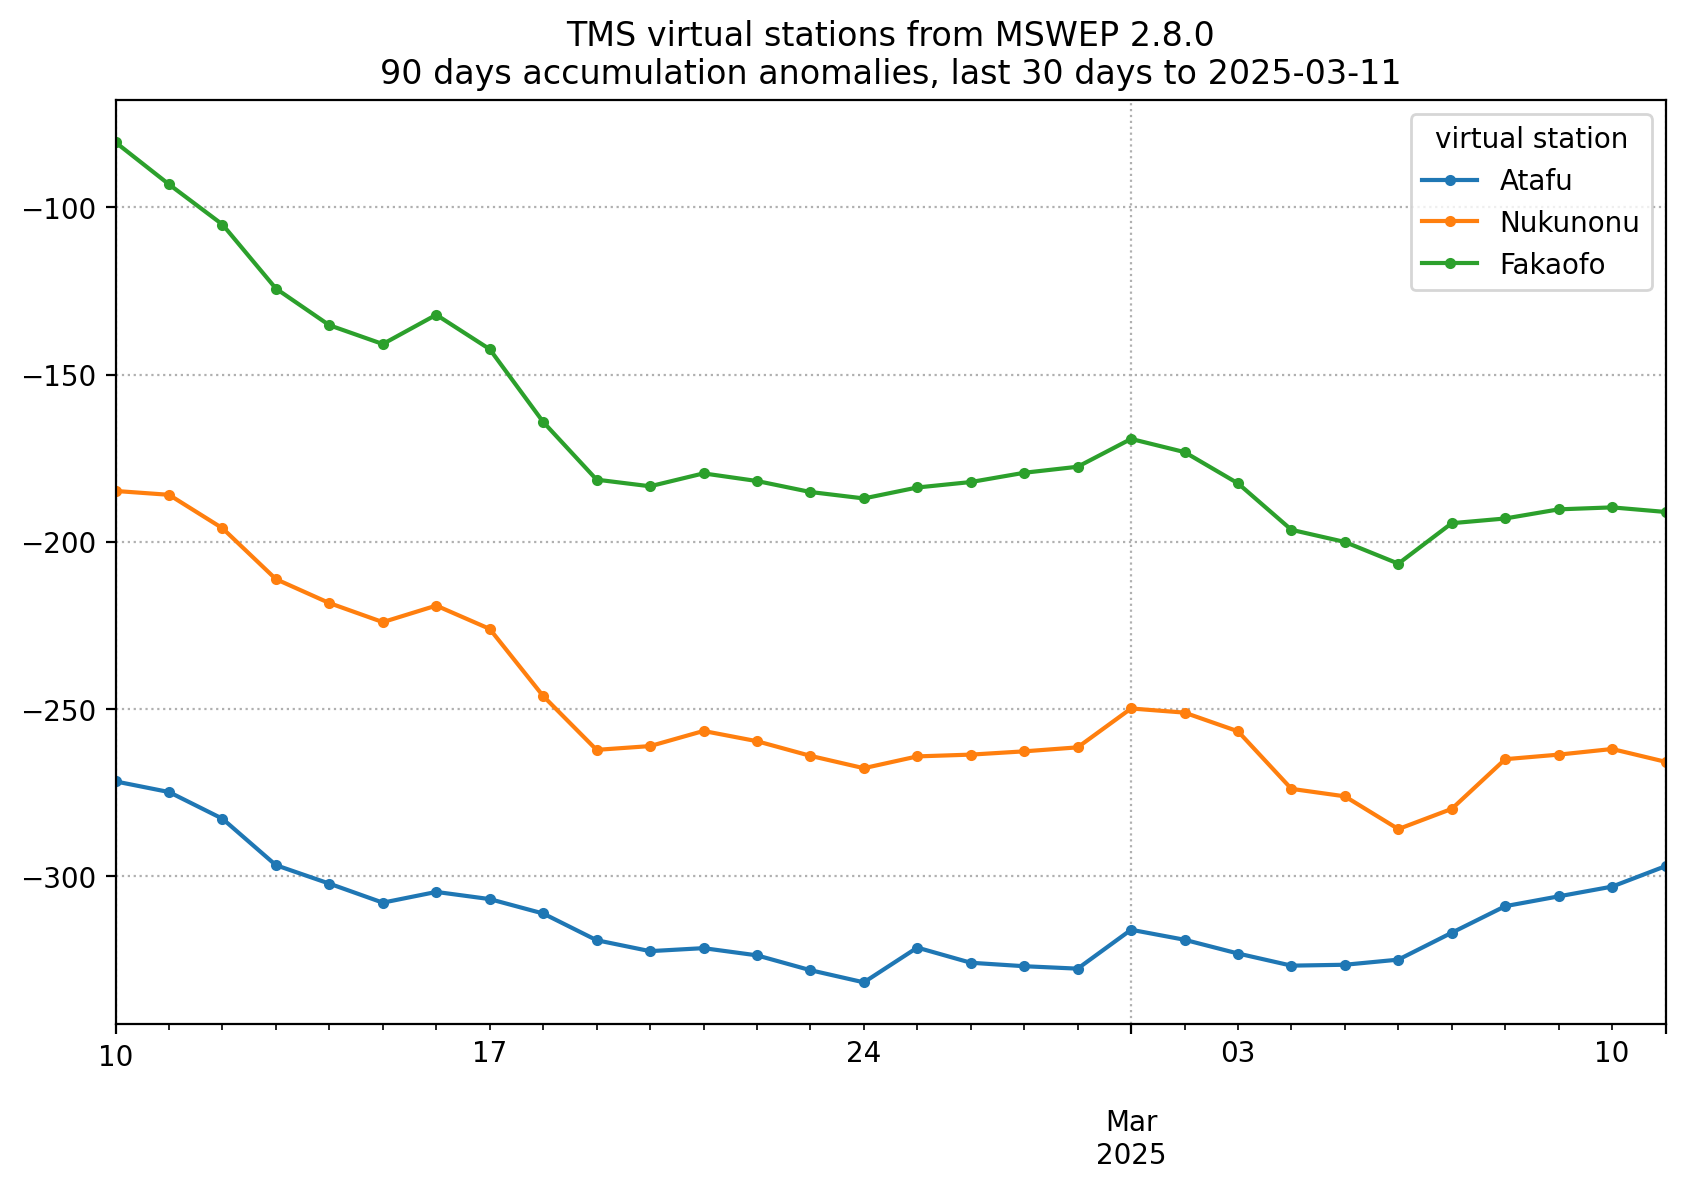 TMS virtual stations from MSWEP 2.8.0
90 days accumulation anomalies, last 30 days to 2025-03-11
virtual station
Atafu
Nukunonu
Fakaofo
−100
−150
−200
−250
−300
10
17
24
03
10
Mar
2025